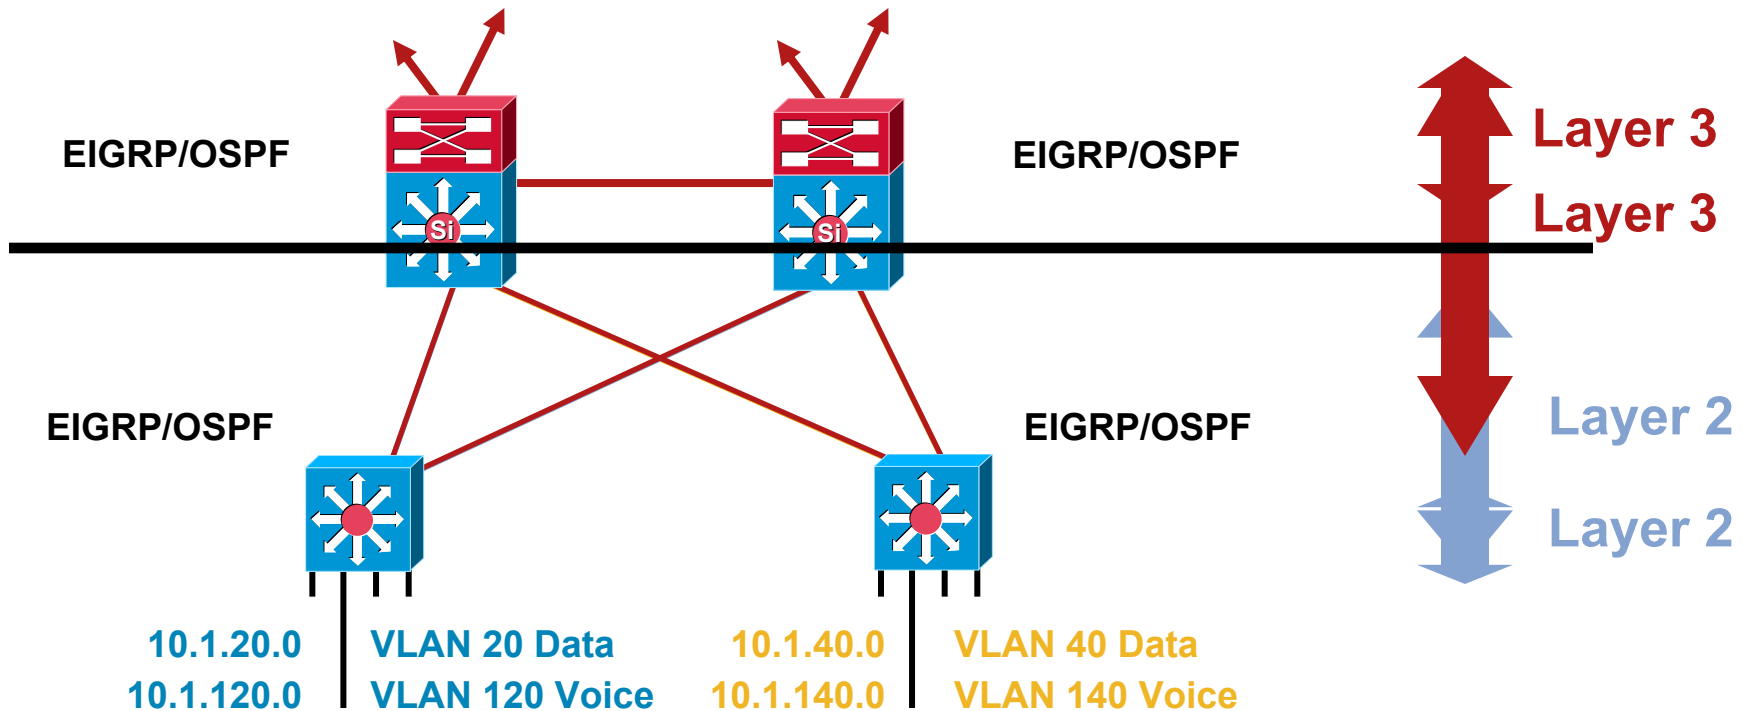 EIGRP/OSPF
EIGRP/OSPF
Layer 3
Layer 3
Si
Si
EIGRP/OSPF
EIGRP/OSPF
Layer 2
Layer 2
10.1.20.0 VLAN 20 Data
10.1.120.0 VLAN 120 Voice
10.1.40.0 VLAN 40 Data
10.1.140.0 VLAN 140 Voice